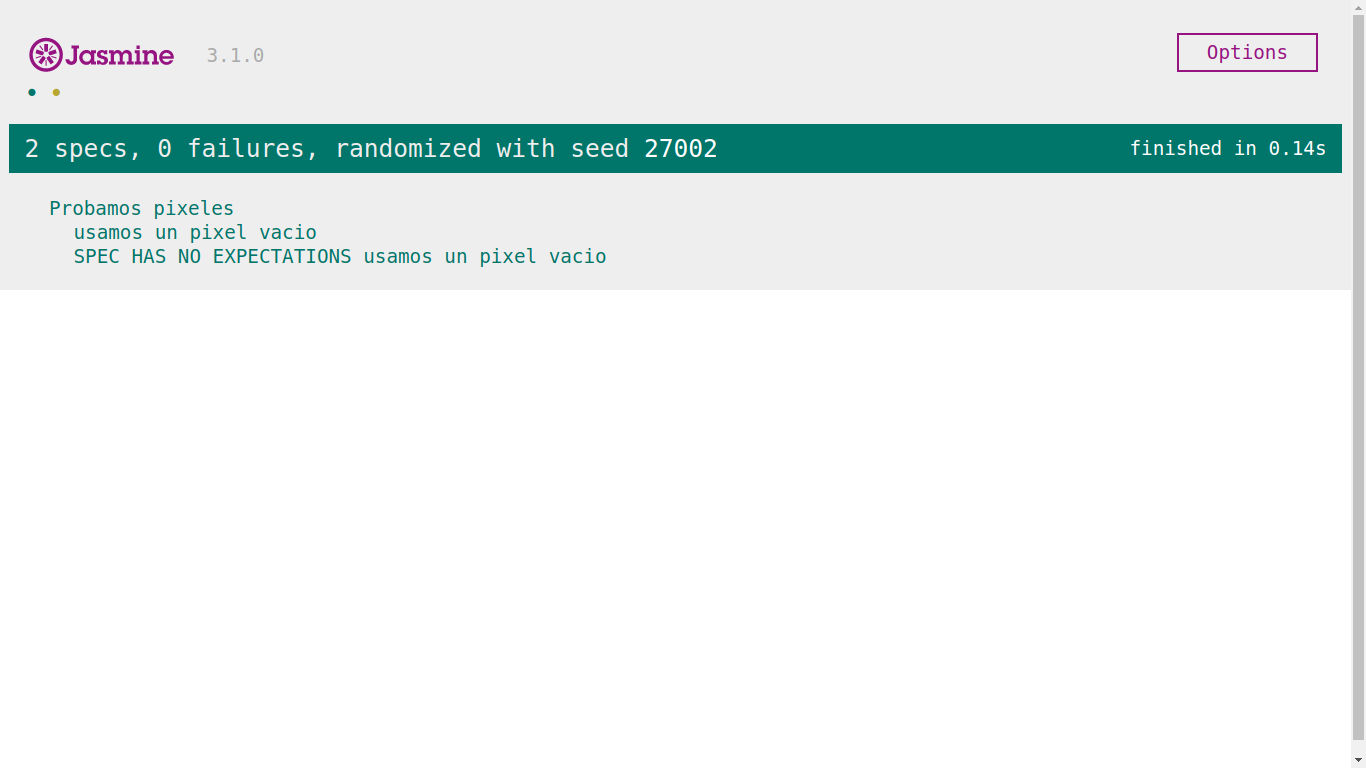 Jasmine 3.1.0 Options
• •
2 specs, 0 failures, randomized with seed 27002 finished in 0.14s
Probamos pixeles
usamos un pixel vacio
SPEC HAS NO EXPECTATIONS usamos un pixel vacio